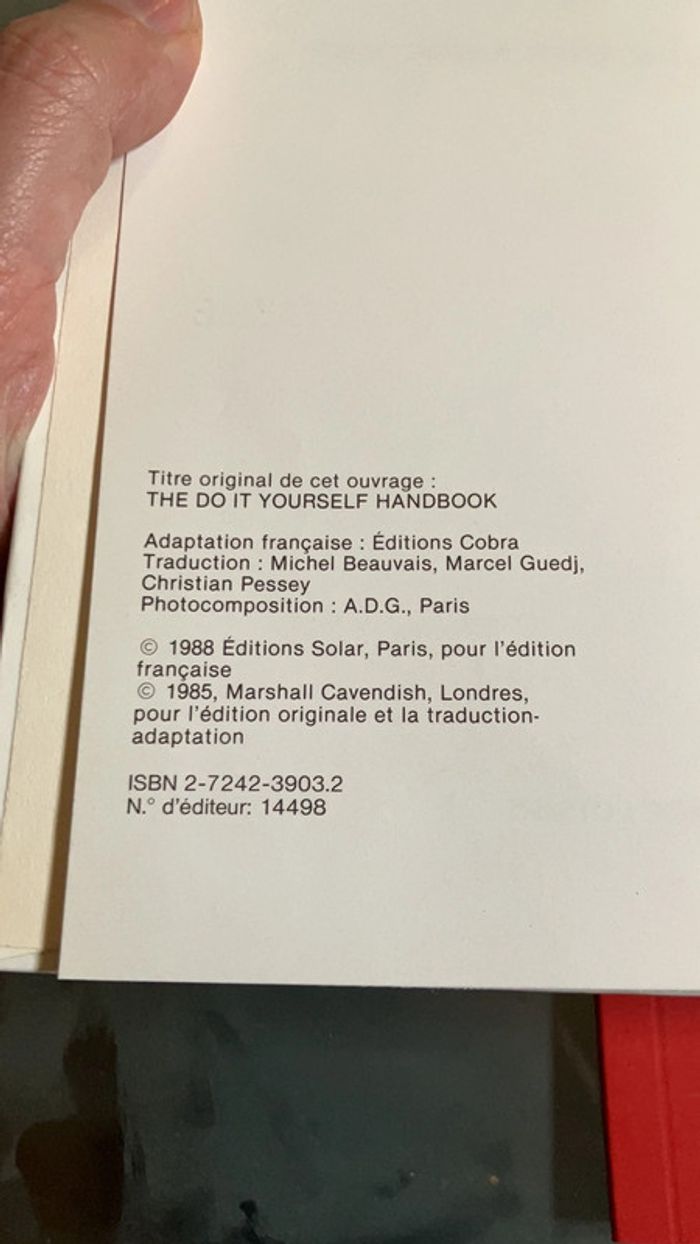 Titre original de cet ouvrage :
THE DO IT YOURSELF HANDBOOK
Adaptation française : Éditions Cobra
Traduction : Michel Beauvais, Marcel Guedj,
Christian Pessey
Photocomposition : A.D.G., Paris
© 1988 Éditions Solar, Paris, pour l'édition
française
© 1985, Marshall Cavendish, Londres,
pour l'édition originale et la traduction-
adaptation
ISBN 2-7242-3903.2
N.° d'éditeur: 14498